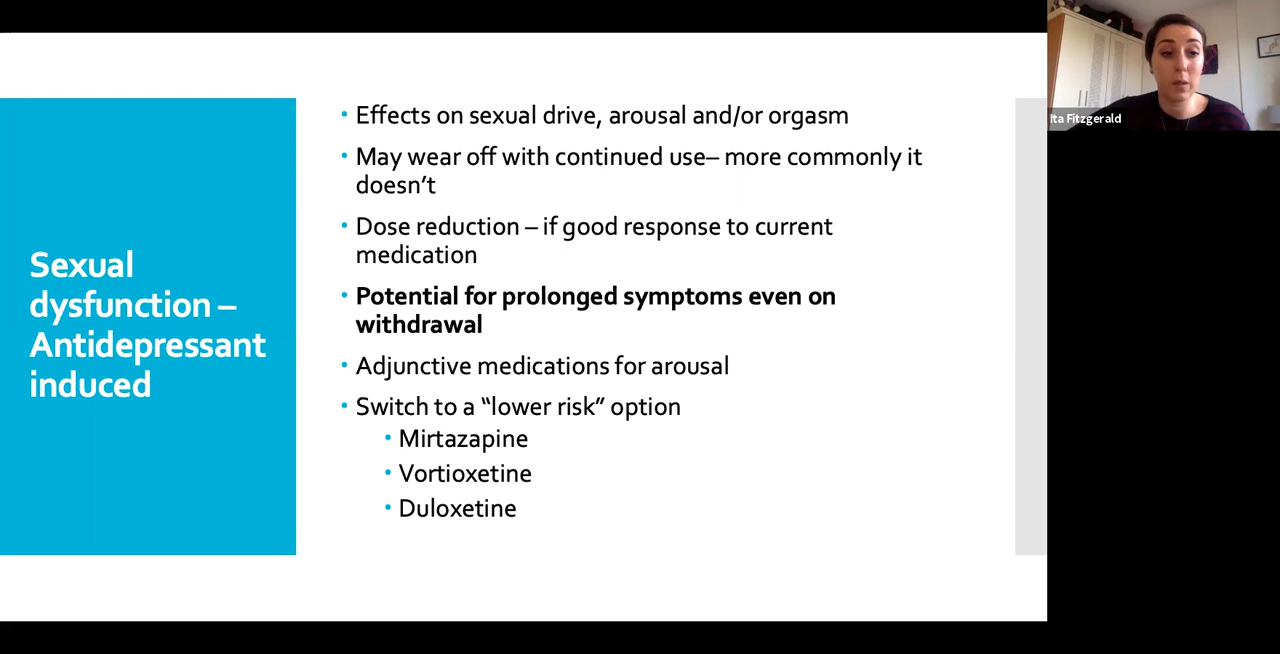 Sexual
dysfunction –
Antidepressant
induced
• Effects on sexual drive, arousal and/or orgasm
• May wear off with continued use– more commonly it
doesn’t
• Dose reduction – if good response to current
medication
• Potential for prolonged symptoms even on
withdrawal
• Adjunctive medications for arousal
• Switch to a “lower risk” option
• Mirtazapine
• Vortioxetine
• Duloxetine
Ita Fitzgerald